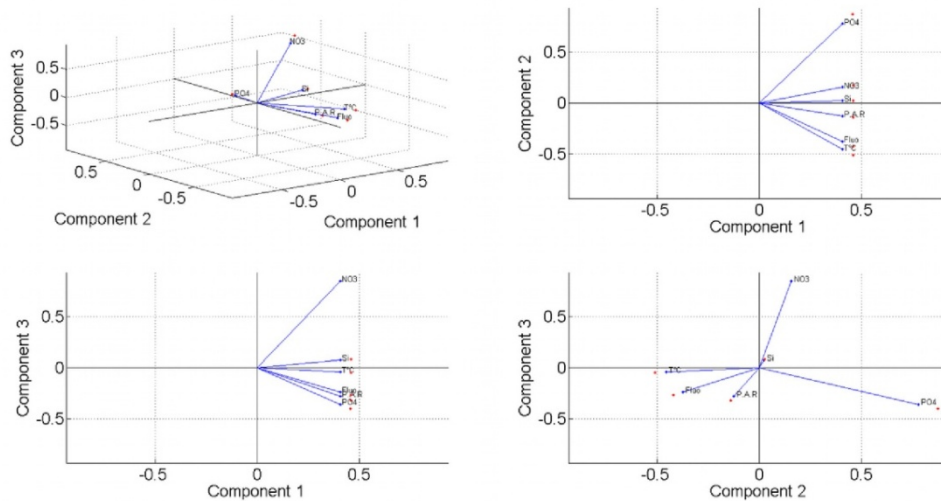 Component 3
0.5
0
-0.5
NO3
PO4
Si
T°C
P.A.R
Fluo
0.5
0
-0.5
Component 2
-0.5
0
0.5
Component 1
Component 2
0.5
0
-0.5
PO4
NO3
Si
P.A.R
Fluo
T°C
-0.5
0
0.5
Component 1
Component 3
0.5
0
-0.5
NO3
Si
T°C
Fluo
P.A.R
PO4
-0.5
0
0.5
Component 1
Component 3
0.5
0
-0.5
NO3
Si
T°C
Fluo
P.A.R
PO4
-0.5
0
0.5
Component 2